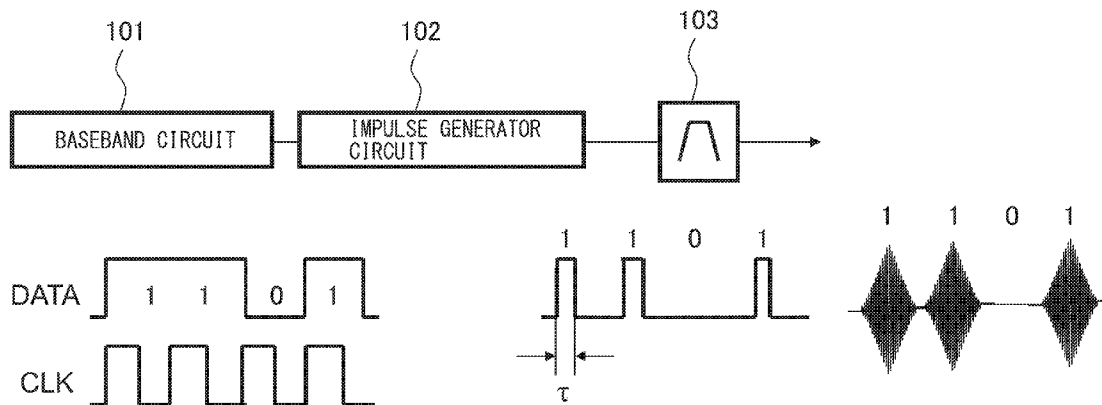 101
102
103
BASEBAND CIRCUIT
IMPULSE GENERATOR
CIRCUIT
DATA
1 1 0 1
1 1 0 1
1 1 0 1
CLK
τ